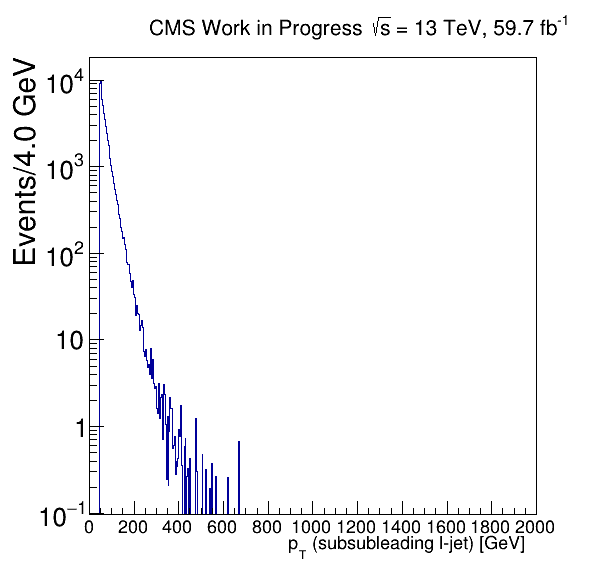 CMS Work in Progress √s = 13 TeV, 59.7 fb⁻¹
Events/4.0 GeV
10⁴
10³
10²
10
1
10⁻¹
0 200 400 600 800 1000 1200 1400 1600 1800 2000
p_T (subsubleading l-jet) [GeV]